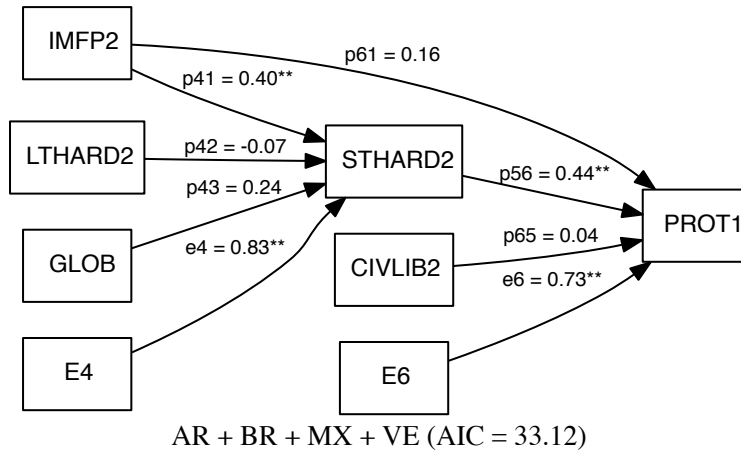 IMFP2
p61 = 0.16
p41 = 0.40**
LTHARD2
p42 = -0.07
STHARD2
p43 = 0.24
p56 = 0.44**
PROT1
GLOB
e4 = 0.83**
p65 = 0.04
CIVLIB2
e6 = 0.73**
E4
E6
AR + BR + MX + VE (AIC = 33.12)